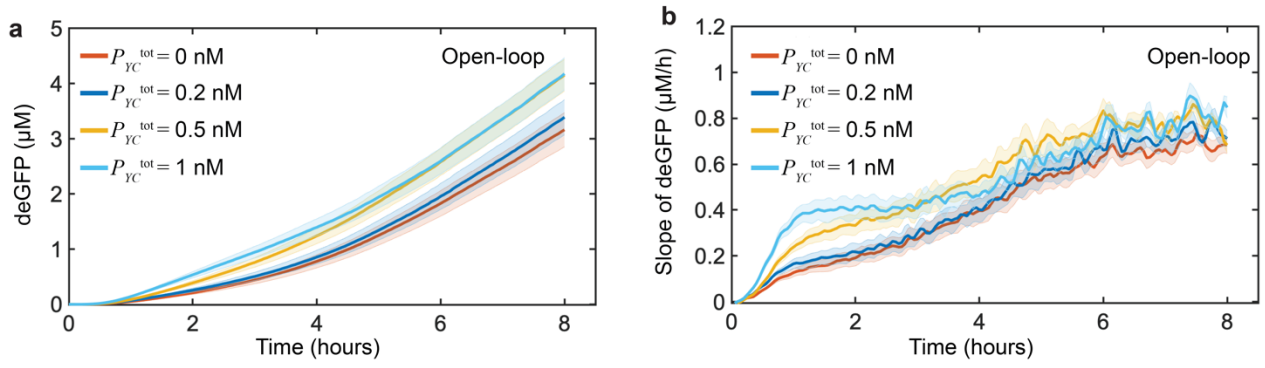 a
5
4
3
2
1
0
deGFP (µM)
P_YC^tot = 0 nM
P_YC^tot = 0.2 nM
P_YC^tot = 0.5 nM
P_YC^tot = 1 nM
Open-loop
0 2 4 6 8
Time (hours)
b
1.2
1
0.8
0.6
0.4
0.2
0
Slope of deGFP (µM/h)
P_YC^tot = 0 nM
P_YC^tot = 0.2 nM
P_YC^tot = 0.5 nM
P_YC^tot = 1 nM
Open-loop
0 2 4 6 8
Time (hours)